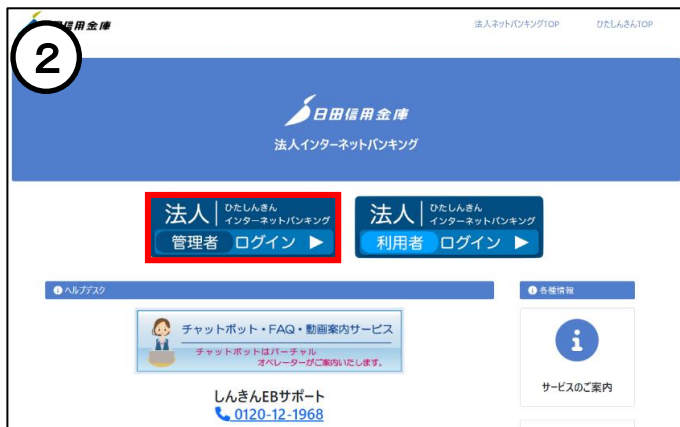 ②
田信用金庫
法人ネットバンキングTOP
ひたしんきんTOP
日田信用金庫
法人インターネットバンキング
法人
ひたしんきん
インターネットバンキング
管理者 ログイン ▶
法人
ひたしんきん
インターネットバンキング
利用者 ログイン ▶
ヘルプデスク
チャットボット・FAQ・動画案内サービス
チャットボットはバーチャル
オペレーターがご案内いたします。
しんきんEBサポート
0120-12-1968
各種情報
サービスのご案内